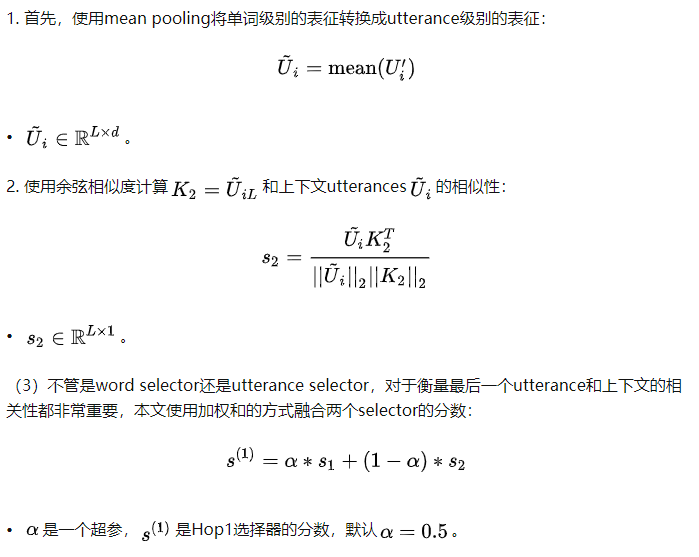 1. 首先，使用mean pooling将单词级别的表征转换成utterance级别的表征：
$\tilde{U}_i = \mathrm{mean}(U_i')$
• $\tilde{U}_i \in \mathbb{R}^{L \times d}$ 。
2. 使用余弦相似度计算 $K_2 = \tilde{U}_{iL}$ 和上下文utterances $\tilde{U}_i$ 的相似性：
$s_2 = \frac{\tilde{U}_i K_2^T}{||\tilde{U}_i||_2 ||K_2||_2}$
• $s_2 \in \mathbb{R}^{L \times 1}$ 。
（3）不管是word selector还是utterance selector，对于衡量最后一个utterance和上下文的相
关性都非常重要，本文使用加权和的方式融合两个selector的分数：
$s^{(1)} = \alpha * s_1 + (1 - \alpha) * s_2$
• $\alpha$ 是一个超参，$s^{(1)}$ 是Hop1选择器的分数，默认 $\alpha = 0.5$ 。